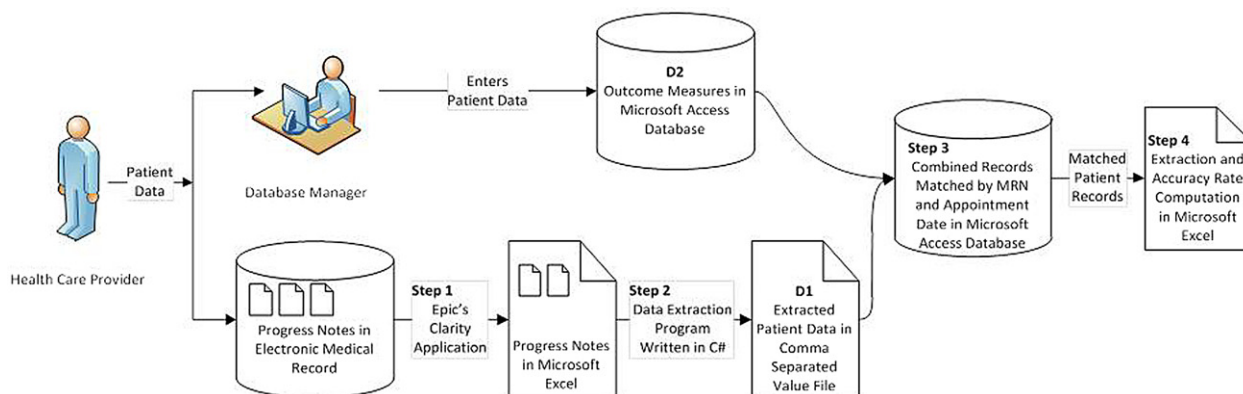 Health Care Provider
Patient
Data
Database Manager
Enters
Patient Data
D2
Outcome Measures in
Microsoft Access
Database
Progress Notes in
Electronic Medical
Record
Step 1
Epic's
Clarity
Application
Progress Notes
in Microsoft
Excel
Step 2
Data Extraction
Program
Written in C#
D1
Extracted
Patient Data in
Comma
Separated
Value File
Step 3
Combined Records
Matched by MRN
and Appointment
Date in Microsoft
Access Database
Matched
Patient
Records
Step 4
Extraction and
Accuracy Rate
Computation
in Microsoft
Excel